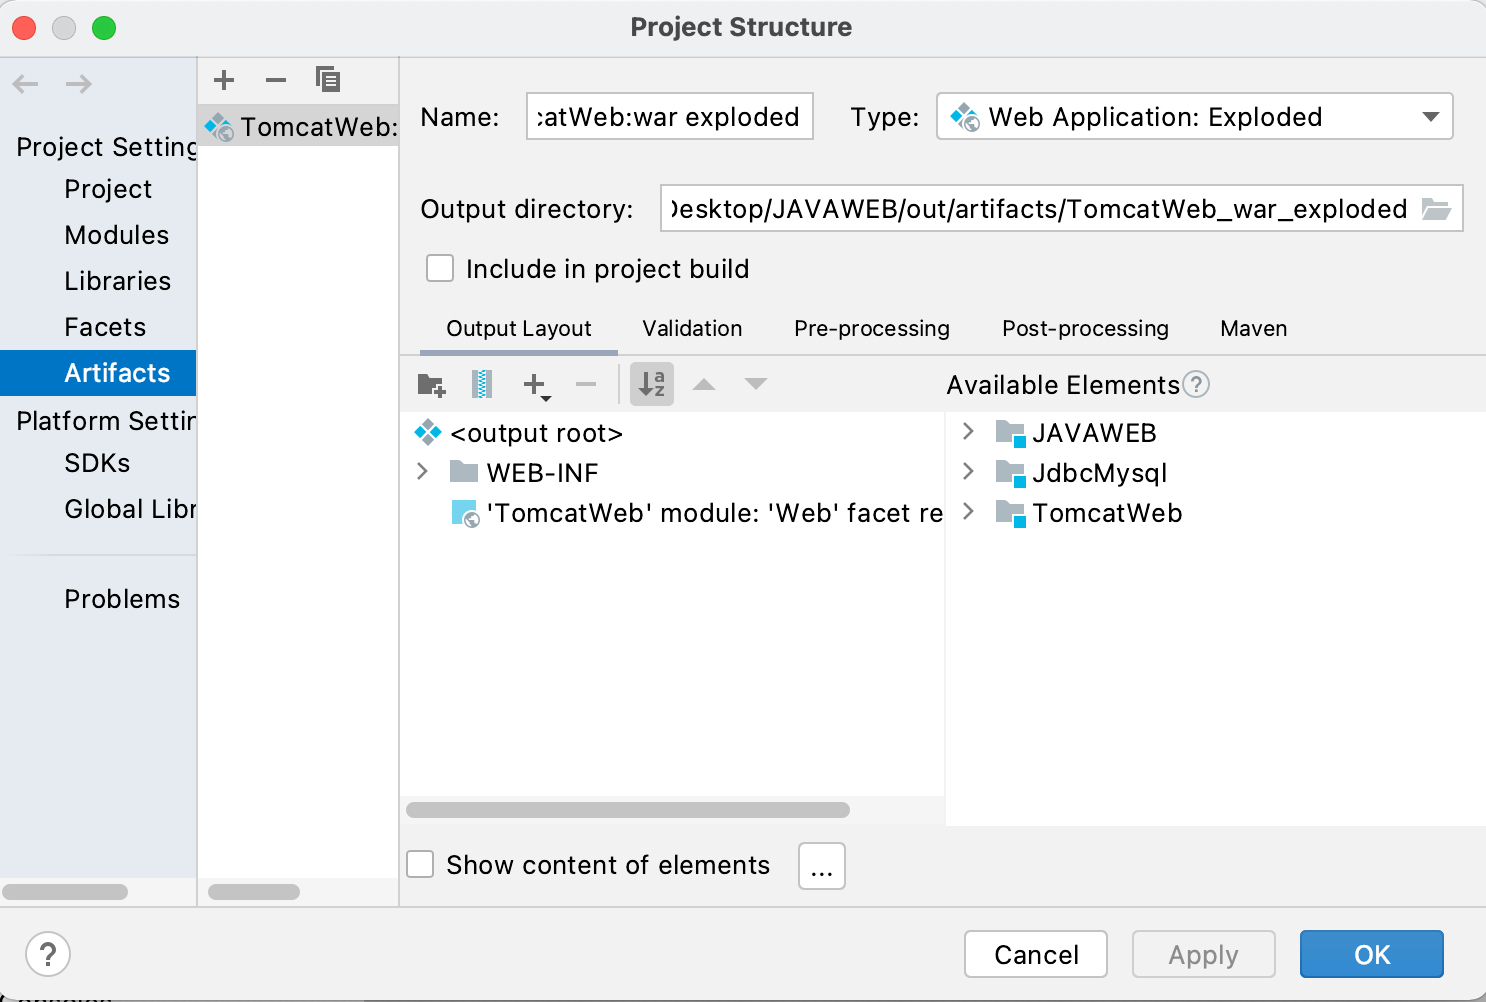 Project Structure
Project Setting
Project
Modules
Libraries
Facets
Artifacts
Platform Settin
SDKs
Global Libr
Problems
TomcatWeb:
Name: catWeb:war exploded Type: Web Application: Exploded
Output directory: Desktop/JAVAWEB/out/artifacts/TomcatWeb_war_exploded
Include in project build
Output Layout Validation Pre-processing Post-processing Maven
Available Elements ?
<output root>
WEB-INF
'TomcatWeb' module: 'Web' facet re
JAVAWEB
JdbcMysql
TomcatWeb
Show content of elements ...
? Cancel Apply OK